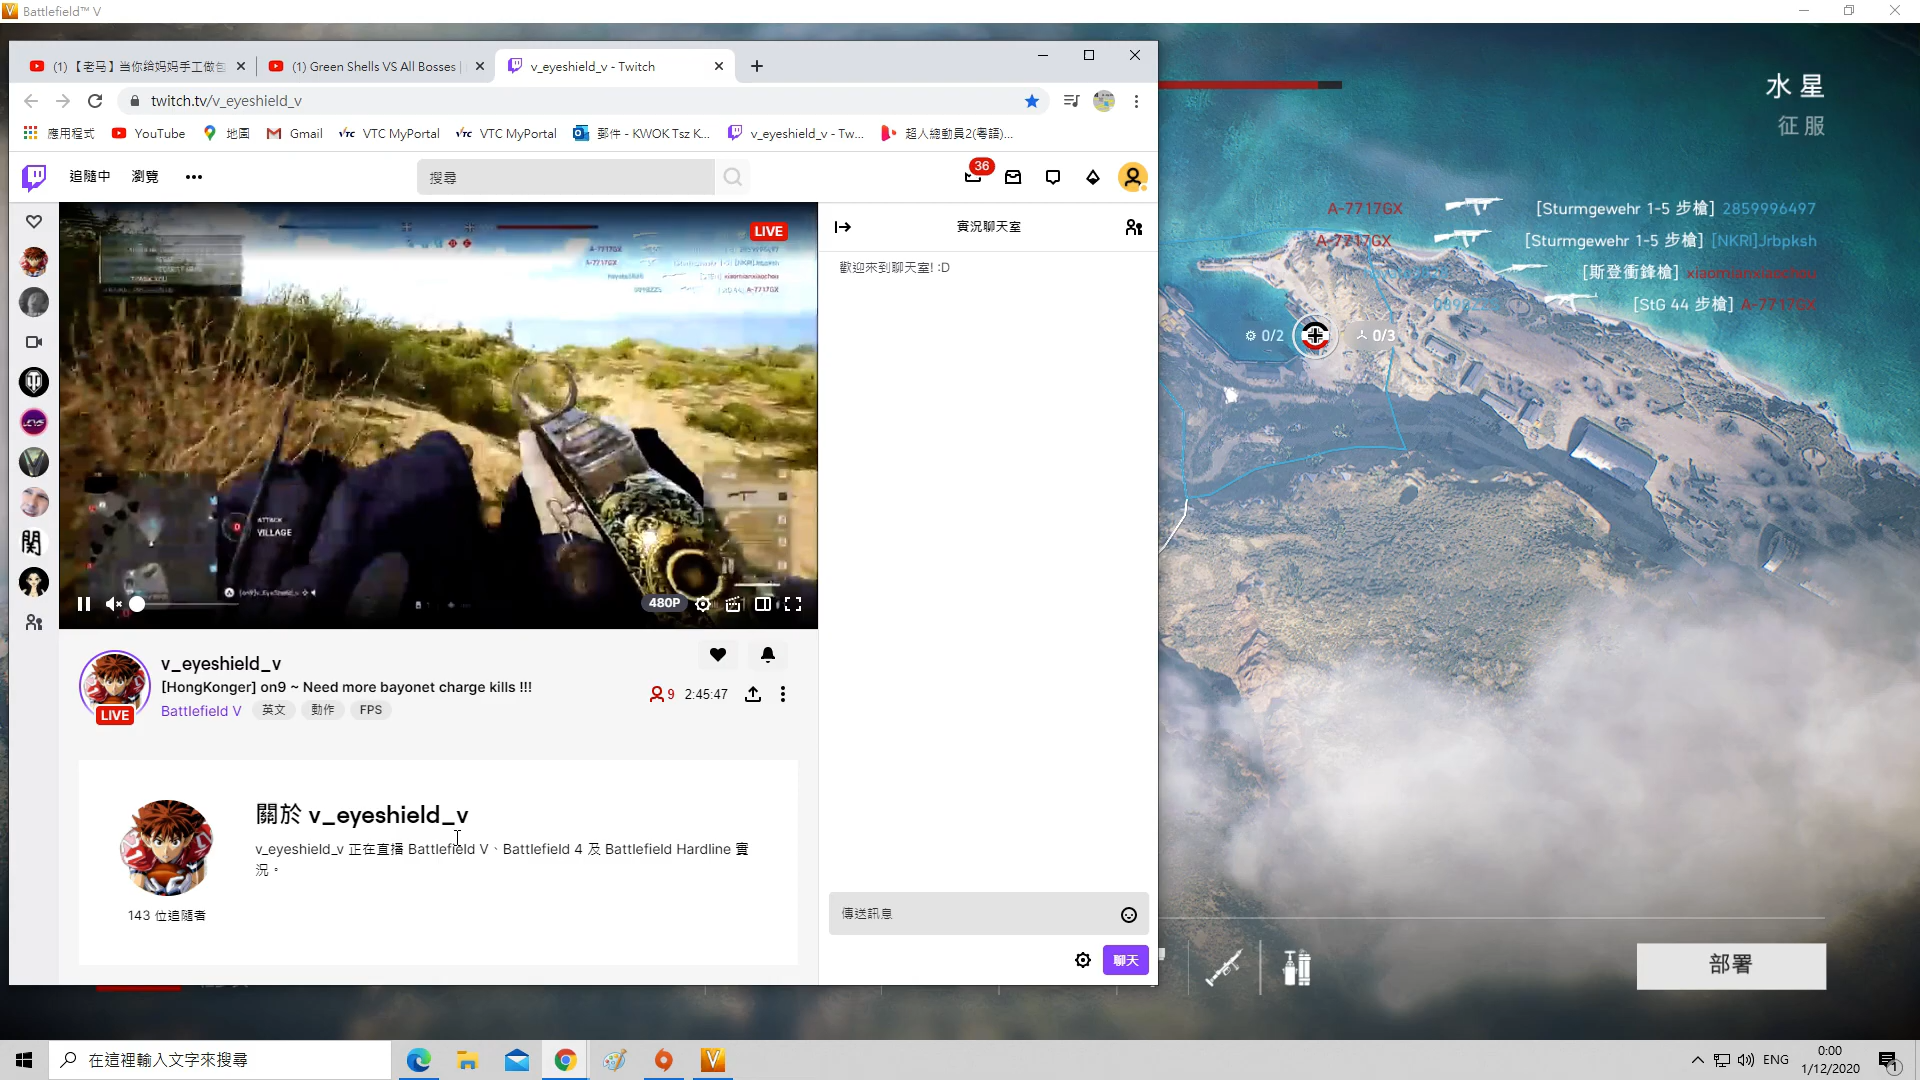 Battlefield™ V
(1)【老马】当你给妈妈手工做包
(1) Green Shells VS All Bosses |
v_eyeshield_v - Twitch
twitch.tv/v_eyeshield_v
應用程式
YouTube
地圖
Gmail
VTC MyPortal
VTC MyPortal
郵件 - KWOK Tsz K...
v_eyeshield_v - Tw...
超人總動員2(粵語)...
追隨中
瀏覽
搜尋
36
LIVE
實況聊天室
歡迎來到聊天室! :D
ATTACK
VILLAGE
480P
v_eyeshield_v
[HongKonger] on9 ~ Need more bayonet charge kills !!!
LIVE
Battlefield V
英文
動作
FPS
9
2:45:47
關於 v_eyeshield_v
v_eyeshield_v 正在直播 Battlefield V、Battlefield 4 及 Battlefield Hardline 實
況。
143 位追隨者
傳送訊息
聊天
水星
征服
A-7717GX [Sturmgewehr 1-5 步槍] 2859996497
A-7717GX [Sturmgewehr 1-5 步槍] [NKRI]Jrbpksh
[斯登衝鋒槍] xiaomianxiaochou
[StG 44 步槍] A-7717GX
0/2
0/3
部署
在這裡輸入文字來搜尋
ENG
0:00
1/12/2020
1